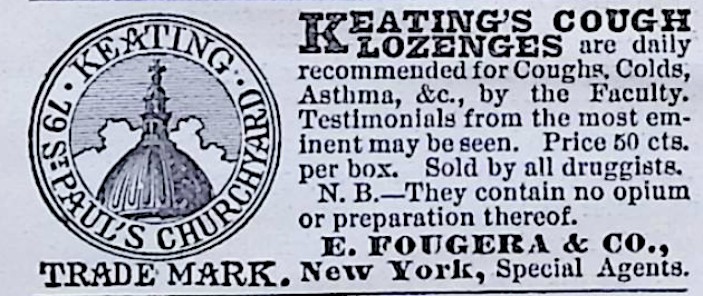 KEATING · 79 ST PAUL'S CHURCHYARD ·
TRADE MARK.
KEATING'S COUGH
LOZENGES are daily
recommended for Coughs, Colds,
Asthma, &c., by the Faculty.
Testimonials from the most em-
inent may be seen. Price 50 cts.
per box. Sold by all druggists.
N. B.—They contain no opium
or preparation thereof.
E. FOUGERA & CO.,
New York, Special Agents.